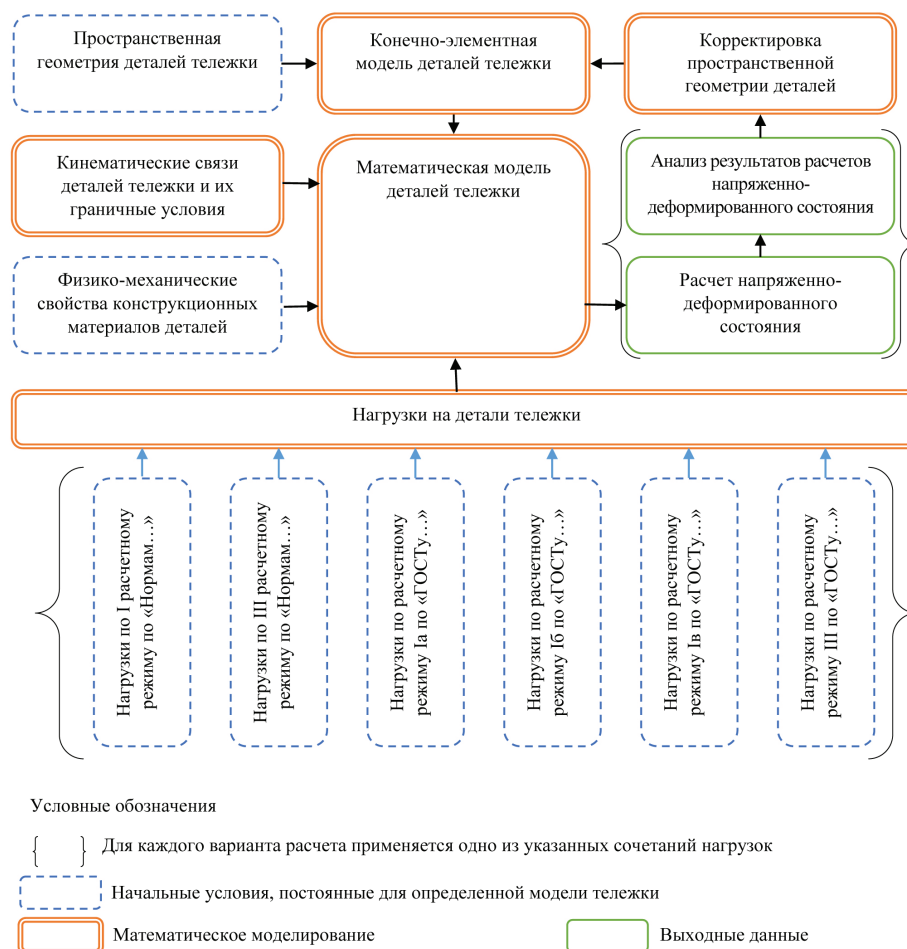 Пространственная
геометрия деталей тележки
Конечно-элементная
модель деталей тележки
Корректировка
пространственной
геометрии деталей
Кинематические связи
деталей тележки и их
граничные условия
Математическая модель
деталей тележки
Анализ результатов расчетов
напряженно-
деформированного состояния
Физико-механические
свойства конструкционных
материалов деталей
Расчет напряженно-
деформированного
состояния
Нагрузки на детали тележки
Нагрузки по I расчетному
режиму по «Нормам...»
Нагрузки по III расчетному
режиму по «Нормам...»
Нагрузки по расчетному
режиму Iа по «ГОСТу...»
Нагрузки по расчетному
режиму Iб по «ГОСТу...»
Нагрузки по расчетному
режиму Iв по «ГОСТу...»
Нагрузки по расчетному
режиму III по «ГОСТу...»
Условные обозначения
{ } Для каждого варианта расчета применяется одно из указанных сочетаний нагрузок
Начальные условия, постоянные для определенной модели тележки
Математическое моделирование
Выходные данные